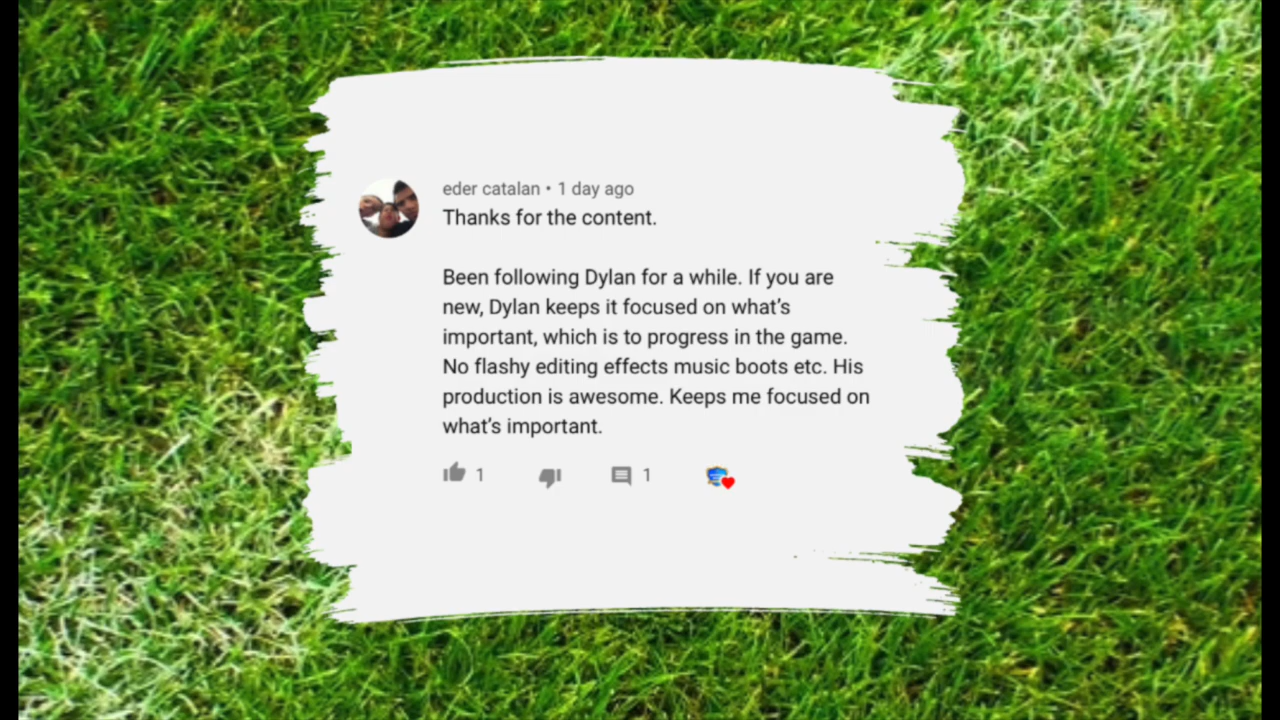 eder catalan • 1 day ago
Thanks for the content.
Been following Dylan for a while. If you are
new, Dylan keeps it focused on what's
important, which is to progress in the game.
No flashy editing effects music boots etc. His
production is awesome. Keeps me focused on
what's important.
1 1